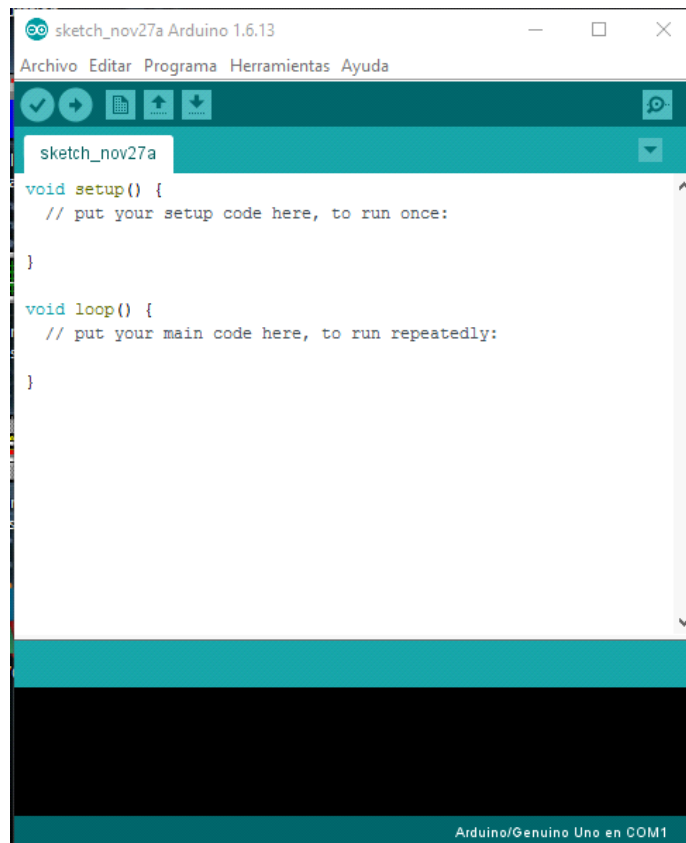 sketch_nov27a Arduino 1.6.13
Archivo Editar Programa Herramientas Ayuda
sketch_nov27a
void setup() {
  // put your setup code here, to run once:
}
void loop() {
  // put your main code here, to run repeatedly:
}
Arduino/Genuino Uno en COM1